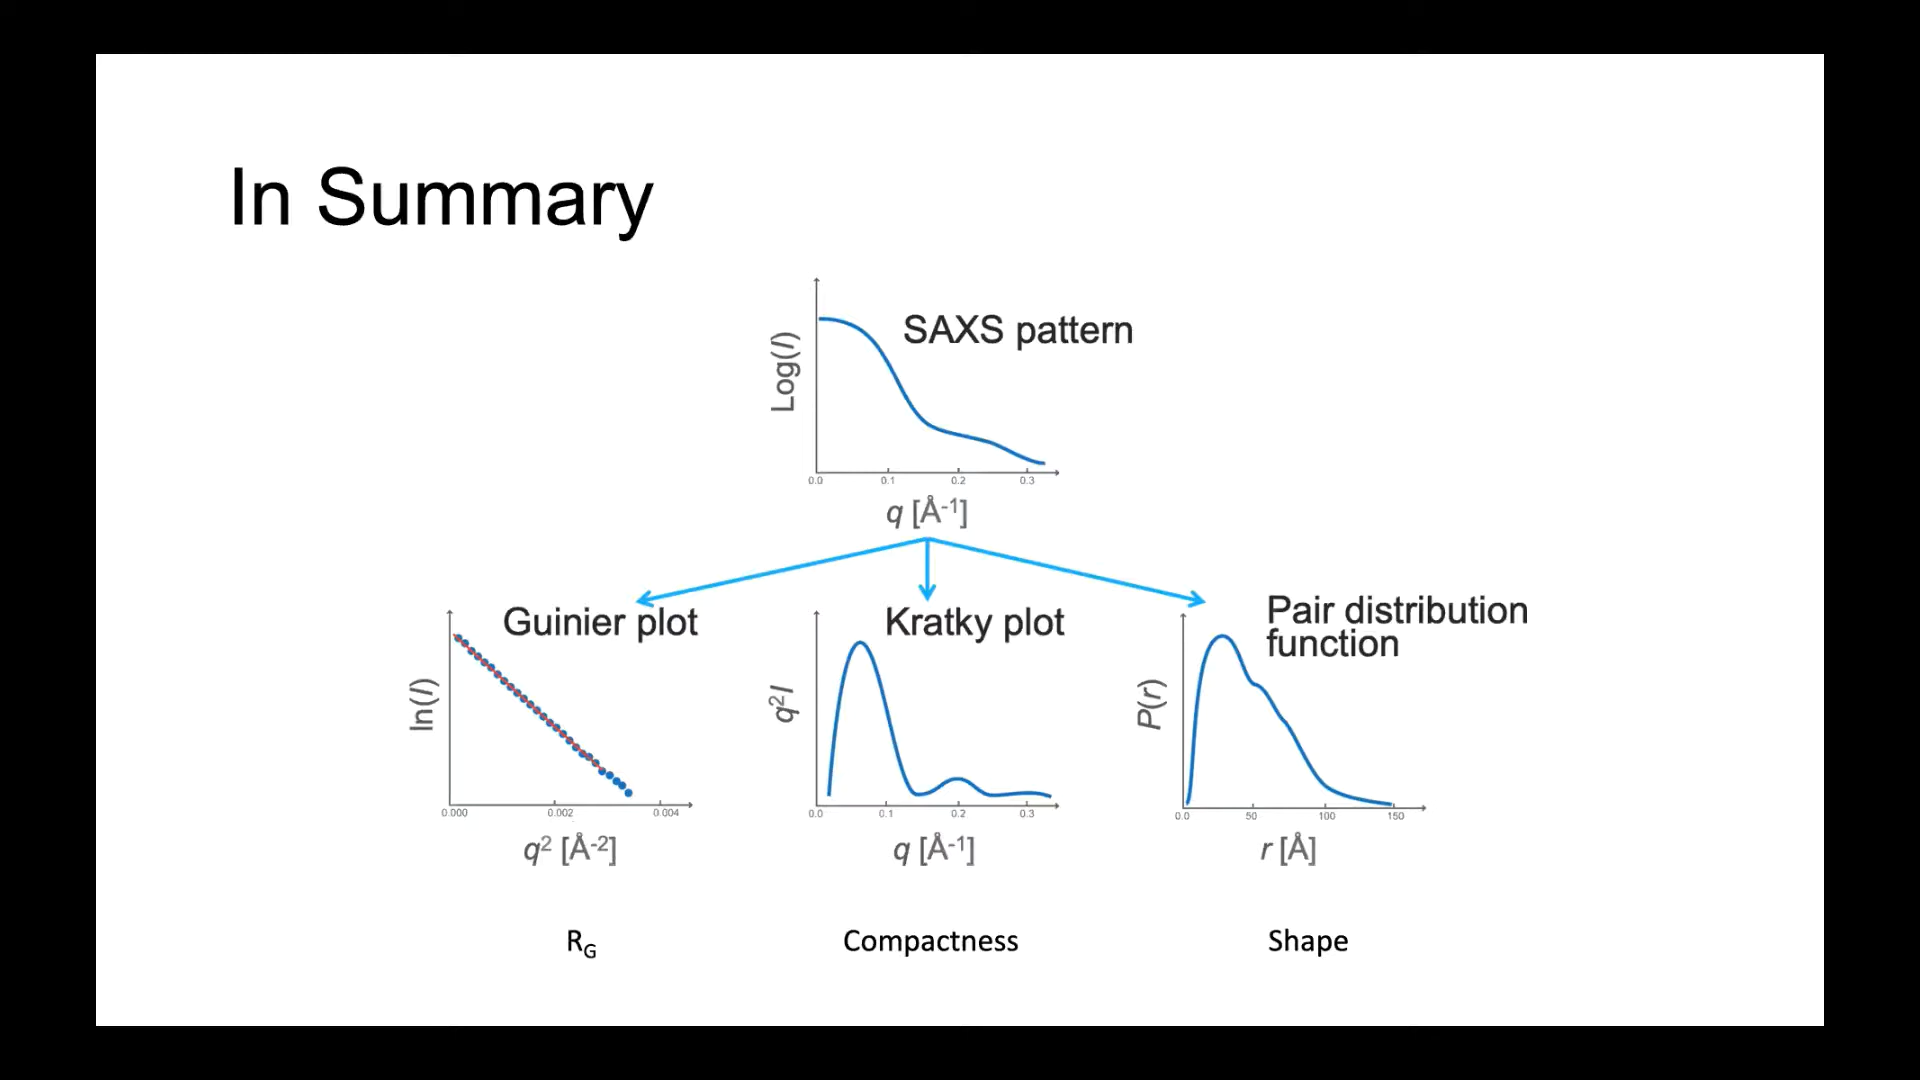 In Summary
SAXS pattern
Log(I)
0.0 0.1 0.2 0.3
q [Å-1]
Guinier plot
ln(I)
0.000 0.002 0.004
q2 [Å-2]
Kratky plot
q2I
0.0 0.1 0.2 0.3
q [Å-1]
Pair distribution
function
P(r)
0.0 50 100 150
r [Å]
RG
Compactness
Shape